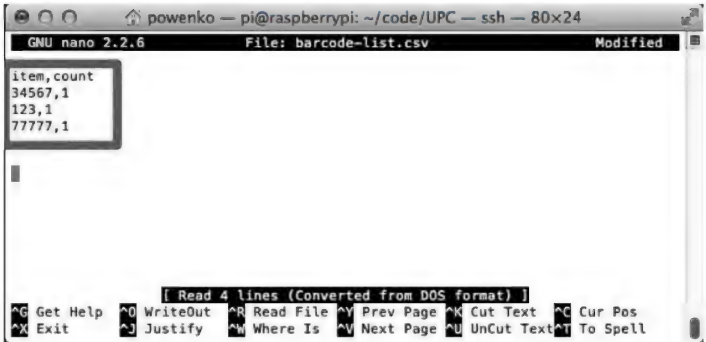 powenko — pi@raspberrypi: ~/code/UPC — ssh — 80×24
GNU nano 2.2.6 File: barcode-list.csv Modified
item,count
34567,1
123,1
77777,1
[ Read 4 lines (Converted from DOS format) ]
^G Get Help ^O WriteOut ^R Read File ^Y Prev Page ^K Cut Text ^C Cur Pos
^X Exit ^J Justify ^W Where Is ^V Next Page ^U UnCut Text ^T To Spell